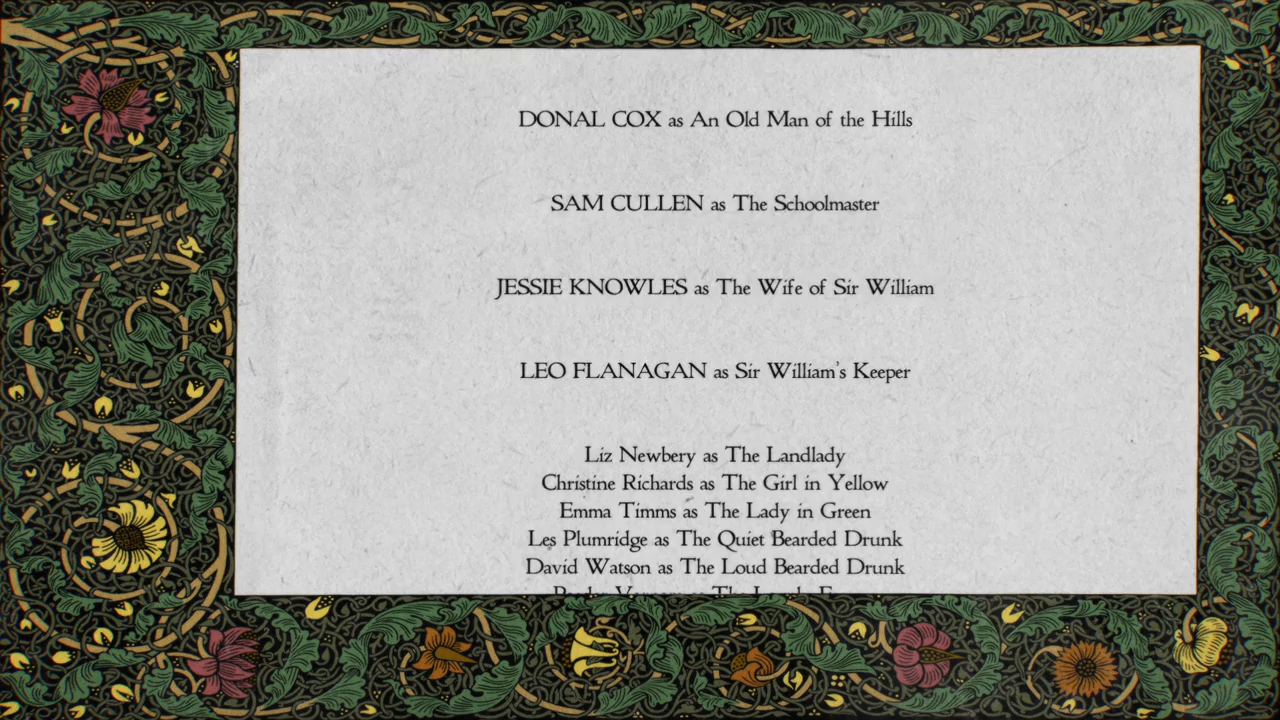 DONAL COX as An Old Man of the Hills
SAM CULLEN as The Schoolmaster
JESSIE KNOWLES as The Wife of Sir William
LEO FLANAGAN as Sir William's Keeper
Liz Newbery as The Landlady
Christine Richards as The Girl in Yellow
Emma Timms as The Lady in Green
Les Plumridge as The Quiet Bearded Drunk
David Watson as The Loud Bearded Drunk